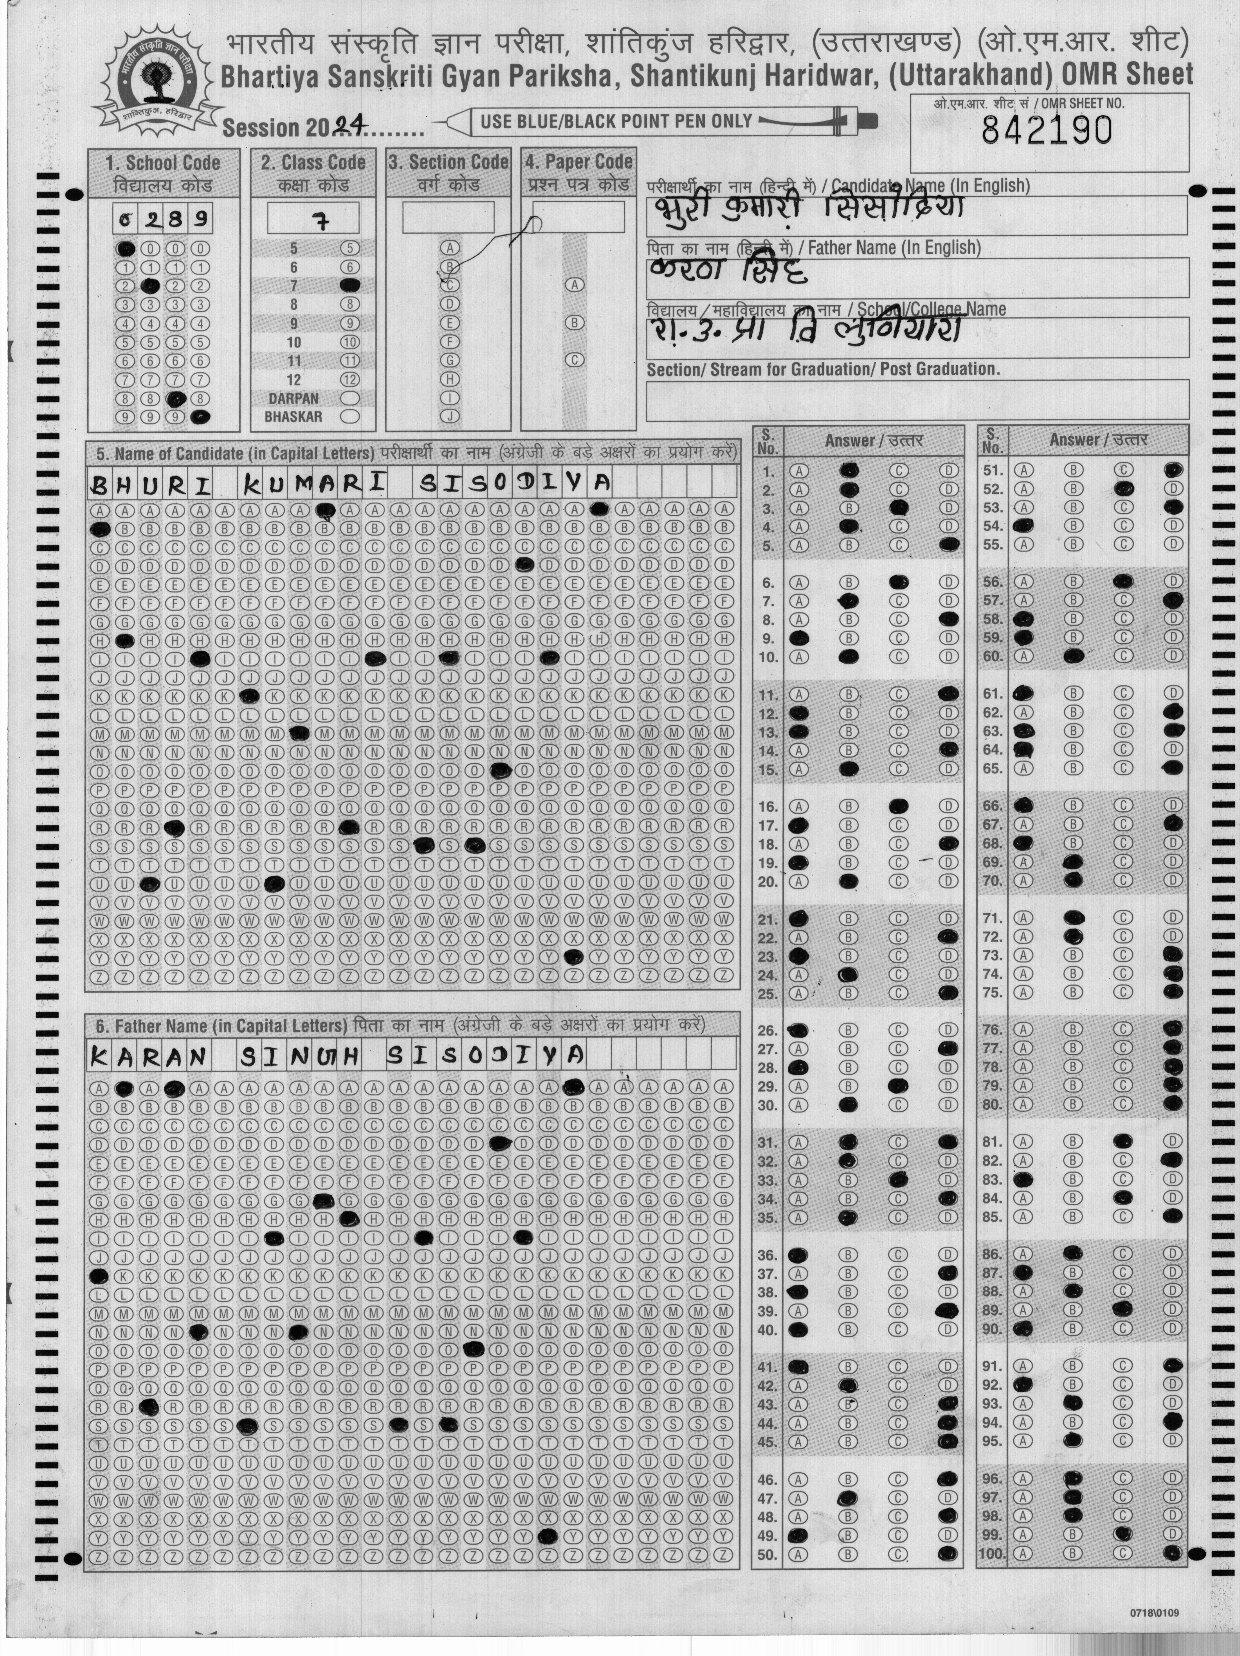 भारतीय संस्कृति ज्ञान परीक्षा, शांतिकुंज हरिद्वार, (उत्तराखण्ड) (ओ.एम.आर. शीट)
Bhartiya Sanskriti Gyan Pariksha, Shantikunj Haridwar, (Uttarakhand) OMR Sheet
Session 2024.........
USE BLUE/BLACK POINT PEN ONLY
ओ.एम.आर. शीट सं / OMR SHEET NO.
842190
1. School Code
विद्यालय कोड
0289
2. Class Code
कक्षा कोड
7
5
6
7
8
9
10
11
12
DARPAN
BHASKAR
3. Section Code
वर्ग कोड
A
B
C
D
E
F
G
H
I
J
4. Paper Code
प्रश्न पत्र कोड
A
B
C
परीक्षार्थी का नाम (हिन्दी में) / Candidate Name (In English)
भुरी कुमारी सिसोदिया
पिता का नाम (हिन्दी में) / Father Name (In English)
करण सिंह
विद्यालय / महाविद्यालय का नाम / School/College Name
रा.उ.प्रा वि लुनियारा
Section/ Stream for Graduation/ Post Graduation.
5. Name of Candidate (in Capital Letters) परीक्षार्थी का नाम (अंग्रेजी के बड़े अक्षरों का प्रयोग करें)
BHURI KUMARI SISODIYA
6. Father Name (in Capital Letters) पिता का नाम (अंग्रेजी के बड़े अक्षरों का प्रयोग करें)
KARAN SINGH SISODIYA
S. No. Answer / उत्तर
S. No. Answer / उत्तर
0718\0109